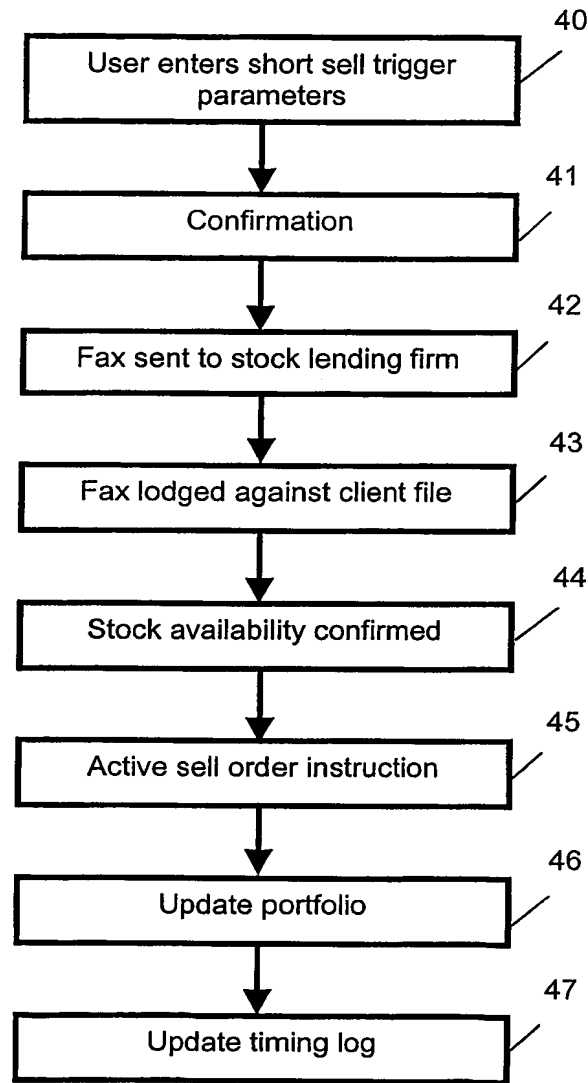 40
User enters short sell trigger
parameters
41
Confirmation
42
Fax sent to stock lending firm
43
Fax lodged against client file
44
Stock availability confirmed
45
Active sell order instruction
46
Update portfolio
47
Update timing log